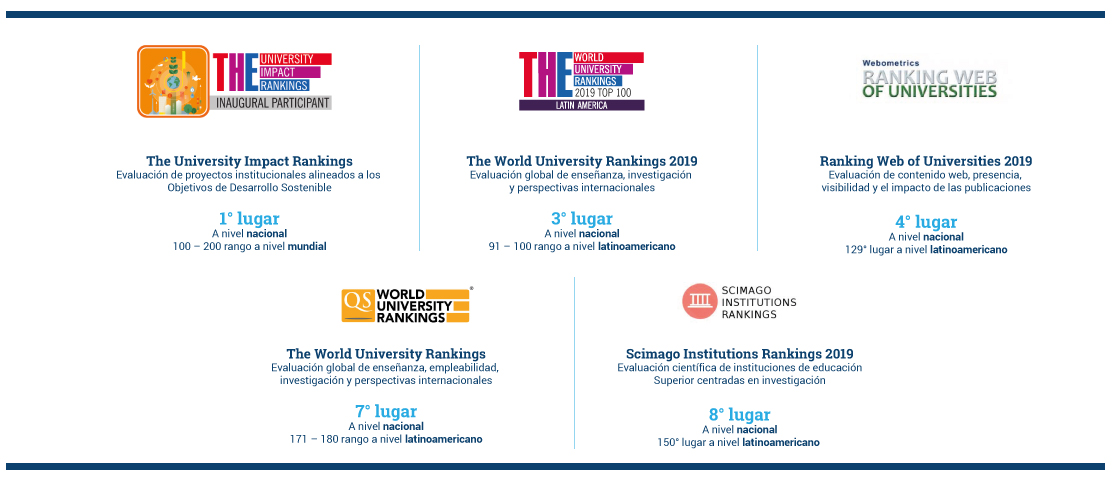 THE UNIVERSITY
IMPACT
RANKINGS
INAUGURAL PARTICIPANT
The University Impact Rankings
Evaluación de proyectos institucionales alineados a los
Objetivos de Desarrollo Sostenible
1° lugar
A nivel nacional
100 – 200 rango a nivel mundial
THE WORLD
UNIVERSITY
RANKINGS
2019 TOP 100
LATIN AMERICA
The World University Rankings 2019
Evaluación global de enseñanza, investigación
y perspectivas internacionales
3° lugar
A nivel nacional
91 – 100 rango a nivel latinoamericano
Webometrics
RANKING WEB
OF UNIVERSITIES
Ranking Web of Universities 2019
Evaluación de contenido web, presencia,
visibilidad y el impacto de las publicaciones
4° lugar
A nivel nacional
129° lugar a nivel latinoamericano
QS WORLD
UNIVERSITY
RANKINGS
The World University Rankings
Evaluación global de enseñanza, empleabilidad,
investigación y perspectivas internacionales
7° lugar
A nivel nacional
171 – 180 rango a nivel latinoamericano
SCIMAGO
INSTITUTIONS
RANKINGS
Scimago Institutions Rankings 2019
Evaluación científica de instituciones de educación
Superior centradas en investigación
8° lugar
A nivel nacional
150° lugar a nivel latinoamericano